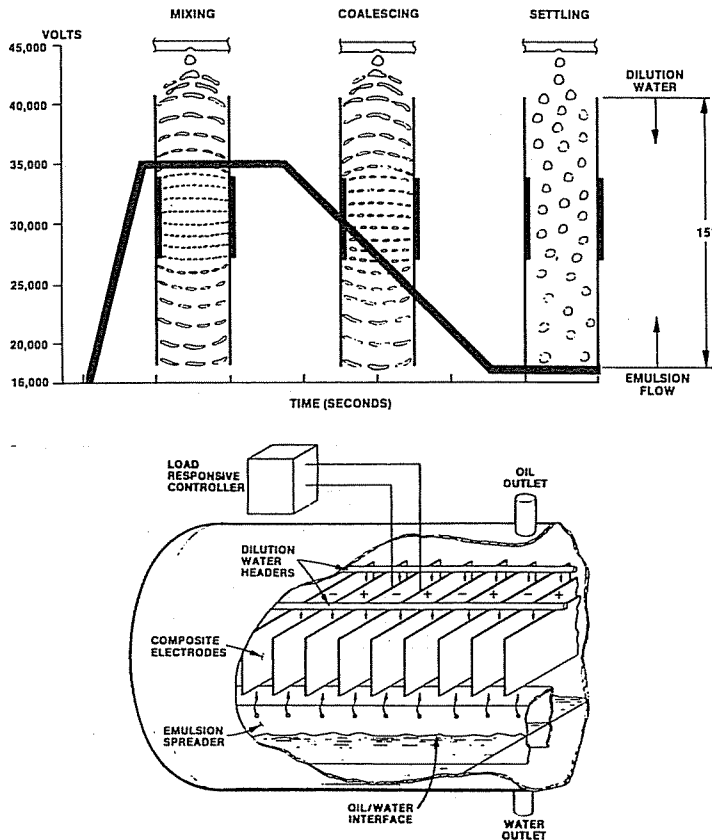 MIXING
COALESCING
SETTLING
VOLTS
45,000
40,000
35,000
30,000
25,000
20,000
16,000
DILUTION
WATER
15"
EMULSION
FLOW
TIME (SECONDS)
LOAD
RESPONSIVE
CONTROLLER
OIL
OUTLET
DILUTION
WATER
HEADERS
− + − + − + − +
COMPOSITE
ELECTRODES
EMULSION
SPREADER
OIL/WATER
INTERFACE
WATER
OUTLET